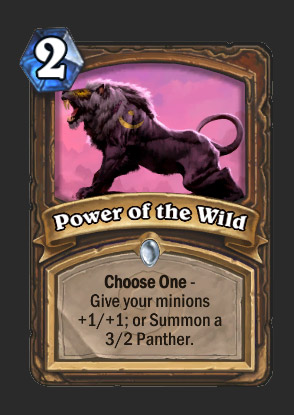 2
Power of the Wild
Choose One -
Give your minions
+1/+1; or Summon a
3/2 Panther.